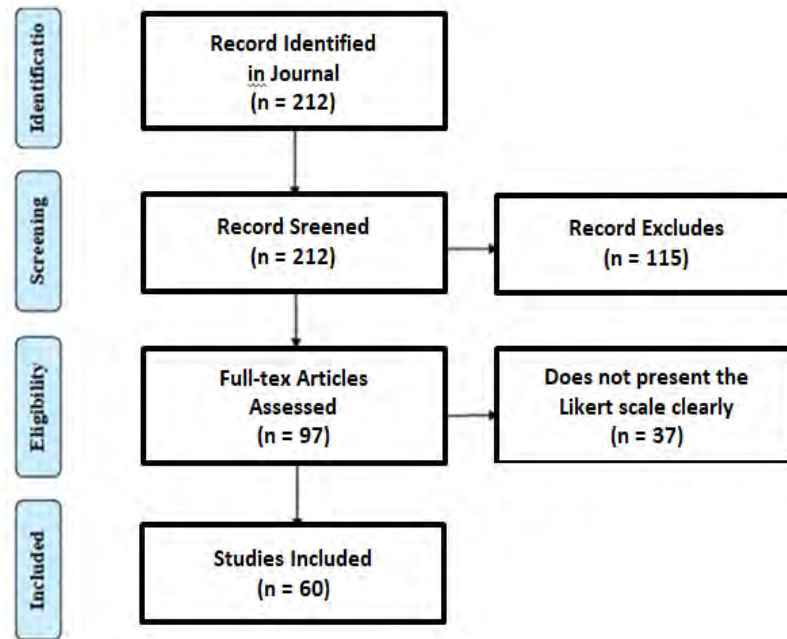 Identificatio
Record Identified
in Journal
(n = 212)
Screening
Record Sreened
(n = 212)
Record Excludes
(n = 115)
Eligibility
Full-tex Articles
Assessed
(n = 97)
Does not present the
Likert scale clearly
(n = 37)
Included
Studies Included
(n = 60)